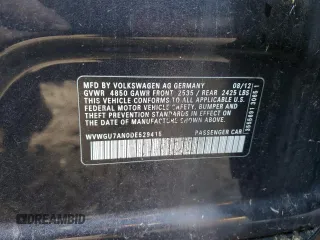 MFD BY VOLKSWAGEN AG GERMANY 08/12
GVWR 4850 GAWR FRONT 2535 / REAR 2425 LBS
THIS VEHICLE CONFORMS TO ALL APPLICABLE U.S.
FEDERAL MOTOR VEHICLE SAFETY, BUMPER AND
THEFT PREVENTION STANDARDS IN EFFECT ON THE
DATE OF MANUFACTURE SHOWN ABOVE.
WVWGU7AN0DE529415 PASSENGER CAR
© DREAMBID